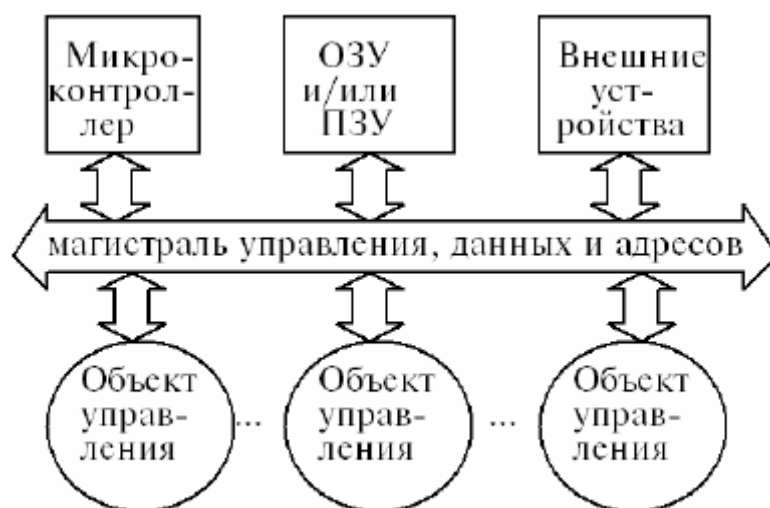 Микро-
контрол-
лер
ОЗУ
и/или
ПЗУ
Внешние
уст-
ройства
магистраль управления, данных и адресов
Объект
управ-
ления
...
Объект
управ-
ления
...
Объект
управ-
ления